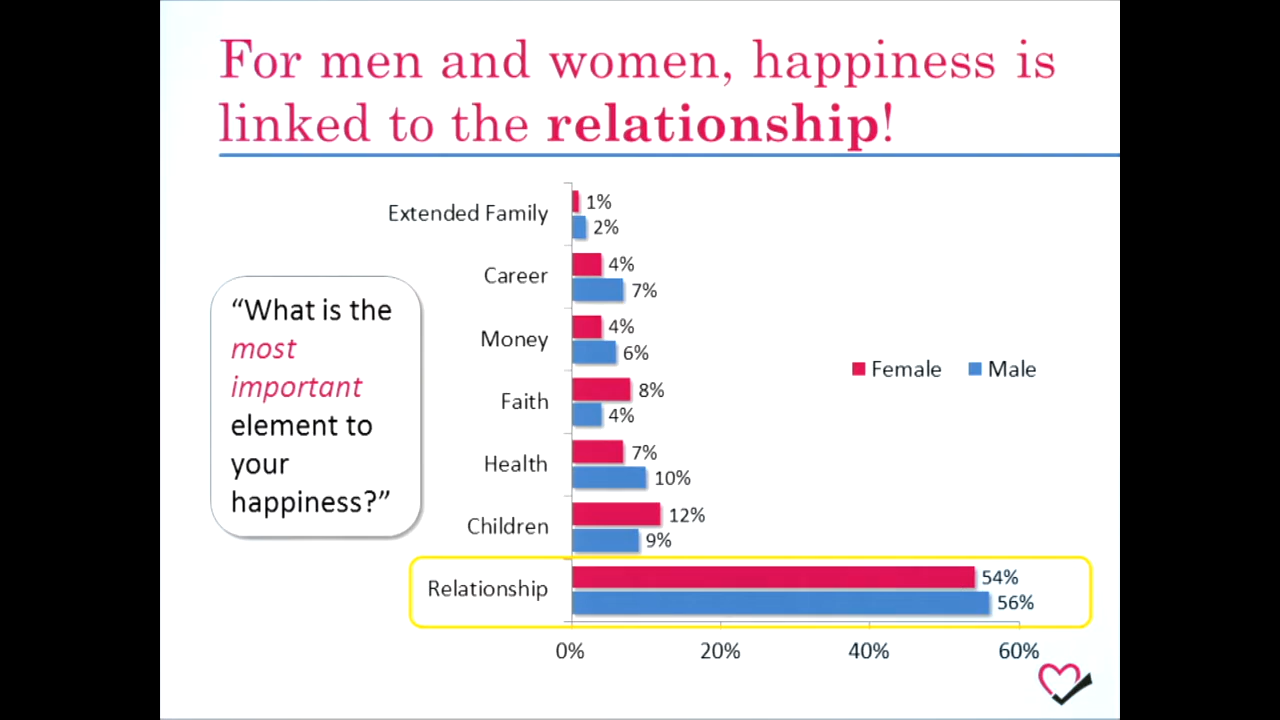 For men and women, happiness is
linked to the relationship!
Extended Family
1%
2%
Career
4%
7%
Money
4%
6%
Faith
8%
4%
Health
7%
10%
Children
12%
9%
Relationship
54%
56%
0% 20% 40% 60%
“What is the
most
important
element to
your
happiness?”
Female Male